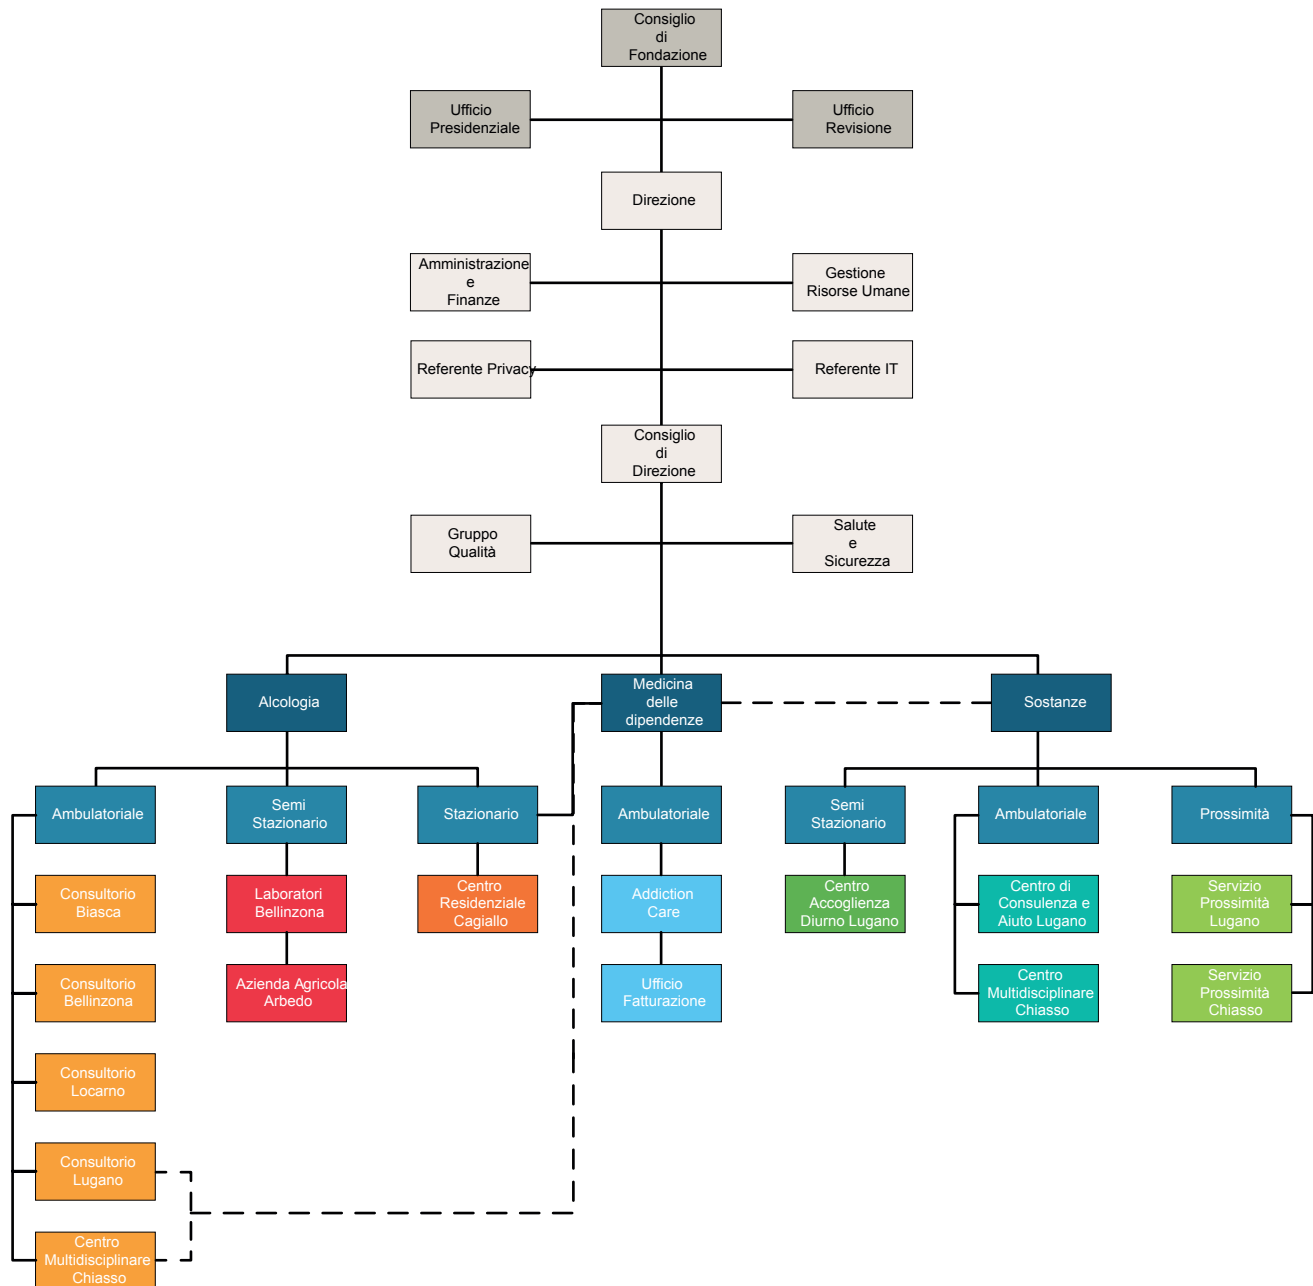 Consiglio
di
Fondazione
Ufficio
Presidenziale
Ufficio
Revisione
Direzione
Amministrazione
e
Finanze
Gestione
Risorse Umane
Referente Privacy
Referente IT
Consiglio
di
Direzione
Gruppo
Qualità
Salute
e
Sicurezza
Alcologia
Medicina
delle
dipendenze
Sostanze
Ambulatoriale
Semi
Stazionario
Stazionario
Ambulatoriale
Semi
Stazionario
Ambulatoriale
Prossimità
Consultorio
Biasca
Laboratori
Bellinzona
Centro
Residenziale
Cagiallo
Addiction
Care
Centro
Accoglienza
Diurno Lugano
Centro di
Consulenza e
Aiuto Lugano
Servizio
Prossimità
Lugano
Consultorio
Bellinzona
Azienda Agricola
Arbedo
Ufficio
Fatturazione
Centro
Multidisciplinare
Chiasso
Servizio
Prossimità
Chiasso
Consultorio
Locarno
Consultorio
Lugano
Centro
Multidisciplinare
Chiasso